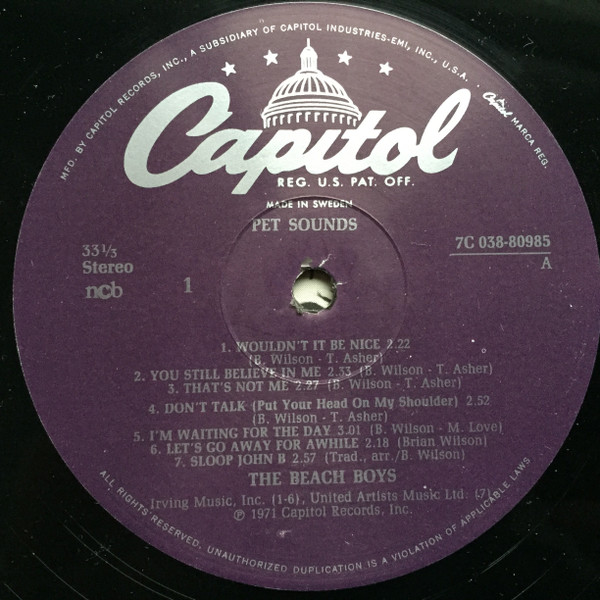 MFD. BY CAPITOL RECORDS, INC., A SUBSIDIARY OF CAPITOL INDUSTRIES-EMI, INC., U.S.A.
Capitol MARCA REG.
Capitol
REG. U.S. PAT. OFF.
MADE IN SWEDEN
PET SOUNDS
33⅓
Stereo
ncb
1
7C 038-80985
A
1. WOULDN'T IT BE NICE 2.22
(B. Wilson - T. Asher)
2. YOU STILL BELIEVE IN ME 2.33 (B. Wilson - T. Asher)
3. THAT'S NOT ME 2.27 (B. Wilson - T. Asher)
4. DON'T TALK (Put Your Head On My Shoulder) 2.52
(B. Wilson - T. Asher)
5. I'M WAITING FOR THE DAY 3.01 (B. Wilson - M. Love)
6. LET'S GO AWAY FOR AWHILE 2.18 (Brian Wilson)
7. SLOOP JOHN B 2.57 (Trad., arr./B. Wilson)
THE BEACH BOYS
Irving Music, Inc. (1-6), United Artists Music Ltd. (7)
℗ 1971 Capitol Records, Inc.
ALL RIGHTS RESERVED. UNAUTHORIZED DUPLICATION IS A VIOLATION OF APPLICABLE LAWS